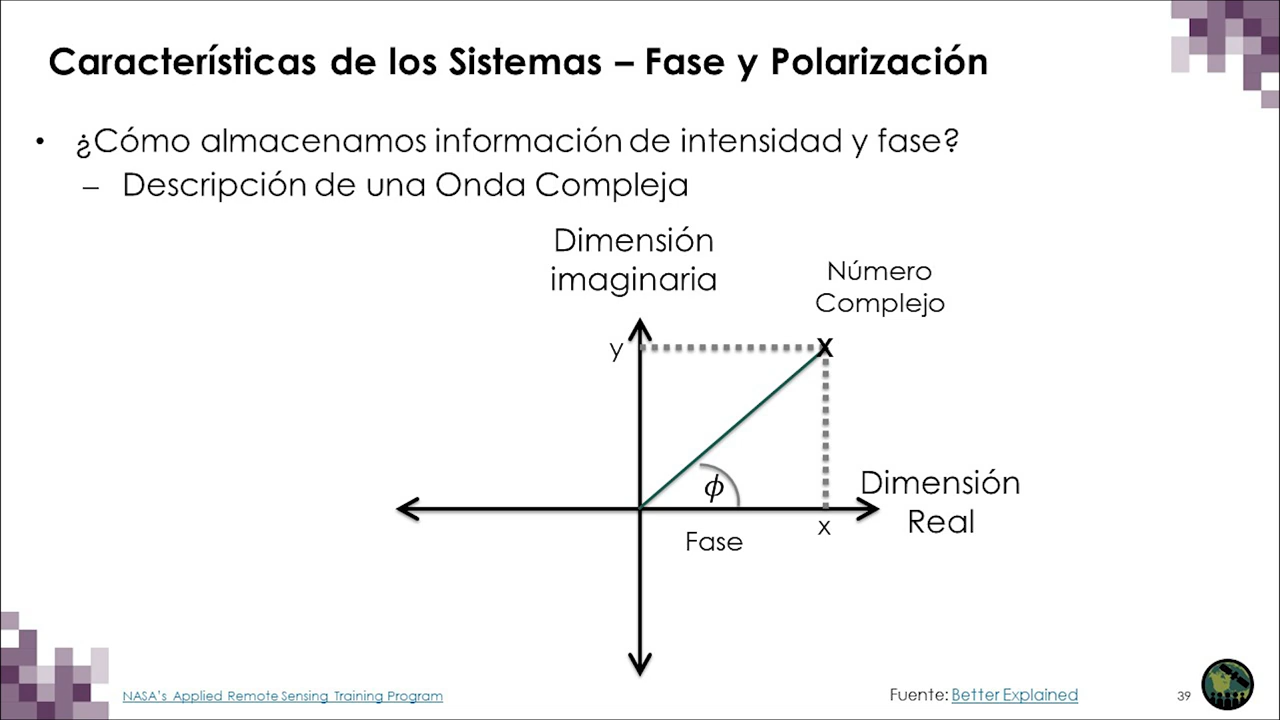 Características de los Sistemas – Fase y Polarización
• ¿Cómo almacenamos información de intensidad y fase?
– Descripción de una Onda Compleja
Dimensión
imaginaria
Número
Complejo
y
X
ϕ
Dimensión
Real
x
Fase
NASA's Applied Remote Sensing Training Program
Fuente: Better Explained
39